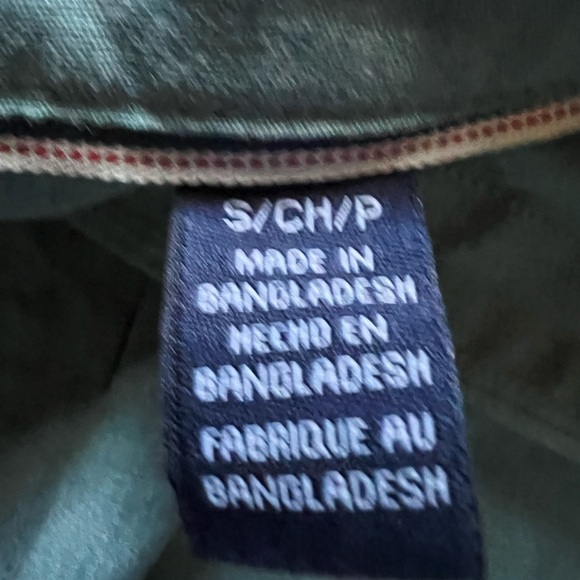 S/CH/P
MADE IN
BANGLADESH
HECHO EN
BANGLADESH
FABRIQUE AU
BANGLADESH